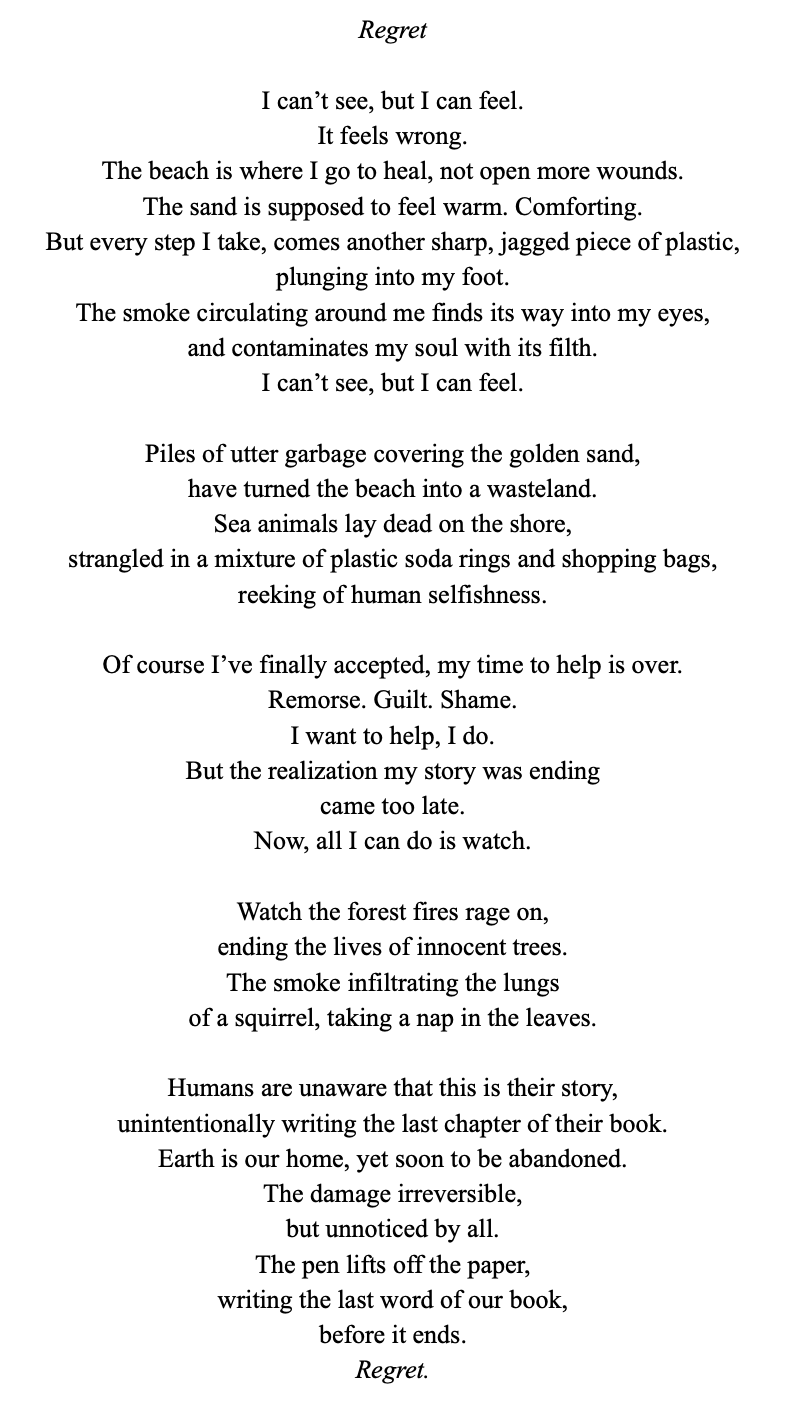 Regret
I can’t see, but I can feel.
It feels wrong.
The beach is where I go to heal, not open more wounds.
The sand is supposed to feel warm. Comforting.
But every step I take, comes another sharp, jagged piece of plastic,
plunging into my foot.
The smoke circulating around me finds its way into my eyes,
and contaminates my soul with its filth.
I can’t see, but I can feel.
Piles of utter garbage covering the golden sand,
have turned the beach into a wasteland.
Sea animals lay dead on the shore,
strangled in a mixture of plastic soda rings and shopping bags,
reeking of human selfishness.
Of course I’ve finally accepted, my time to help is over.
Remorse. Guilt. Shame.
I want to help, I do.
But the realization my story was ending
came too late.
Now, all I can do is watch.
Watch the forest fires rage on,
ending the lives of innocent trees.
The smoke infiltrating the lungs
of a squirrel, taking a nap in the leaves.
Humans are unaware that this is their story,
unintentionally writing the last chapter of their book.
Earth is our home, yet soon to be abandoned.
The damage irreversible,
but unnoticed by all.
The pen lifts off the paper,
writing the last word of our book,
before it ends.
Regret.